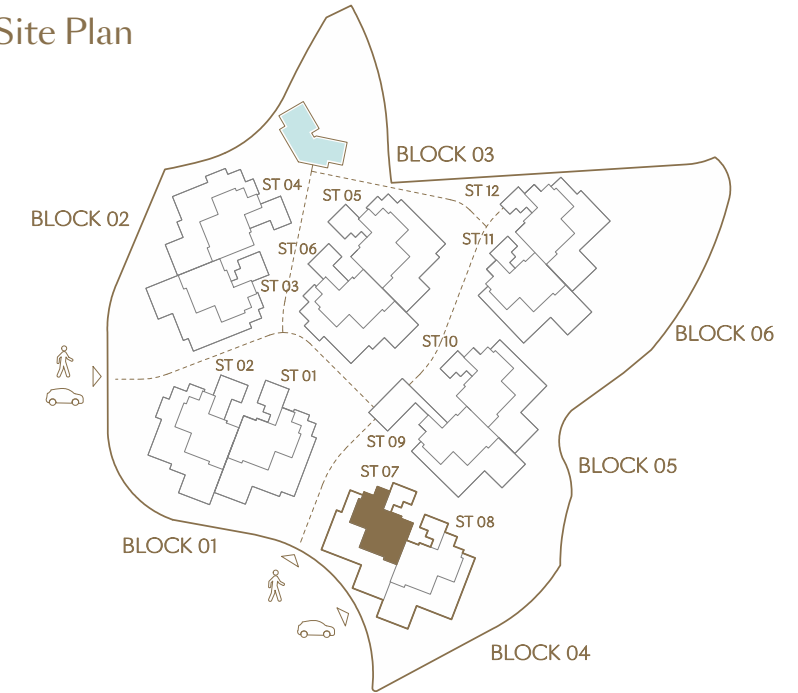 Site Plan
BLOCK 03
ST 04
ST 05
ST 12
BLOCK 02
ST 11
ST 06
ST 03
BLOCK 06
ST 10
ST 02
ST 01
ST 09
BLOCK 05
ST 07
ST 08
BLOCK 01
BLOCK 04